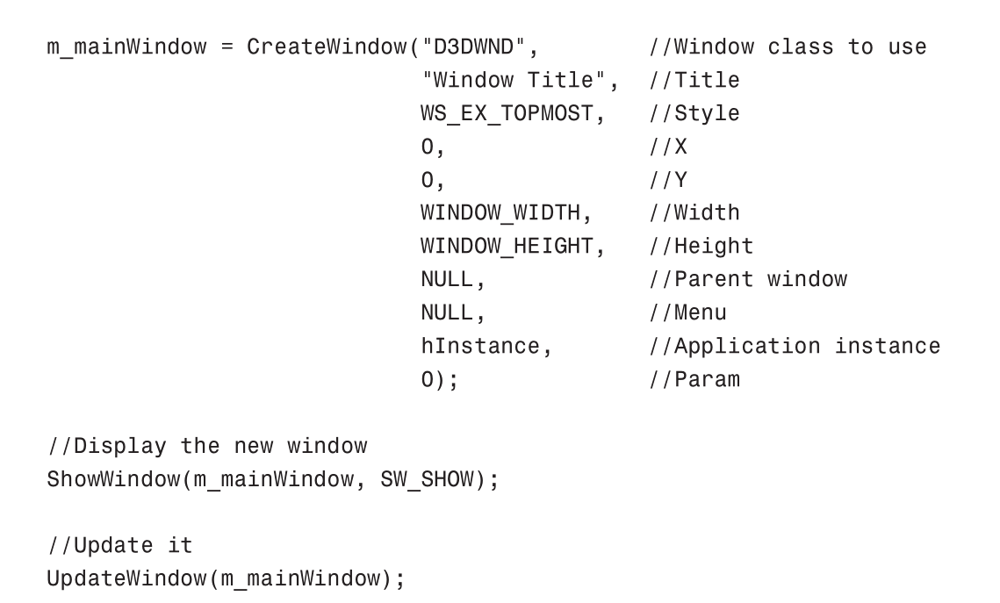 m_mainWindow = CreateWindow("D3DWND",        //Window class to use
                            "Window Title",  //Title
                            WS_EX_TOPMOST,   //Style
                            0,               //X
                            0,               //Y
                            WINDOW_WIDTH,    //Width
                            WINDOW_HEIGHT,   //Height
                            NULL,            //Parent window
                            NULL,            //Menu
                            hInstance,       //Application instance
                            0);              //Param

//Display the new window
ShowWindow(m_mainWindow, SW_SHOW);

//Update it
UpdateWindow(m_mainWindow);